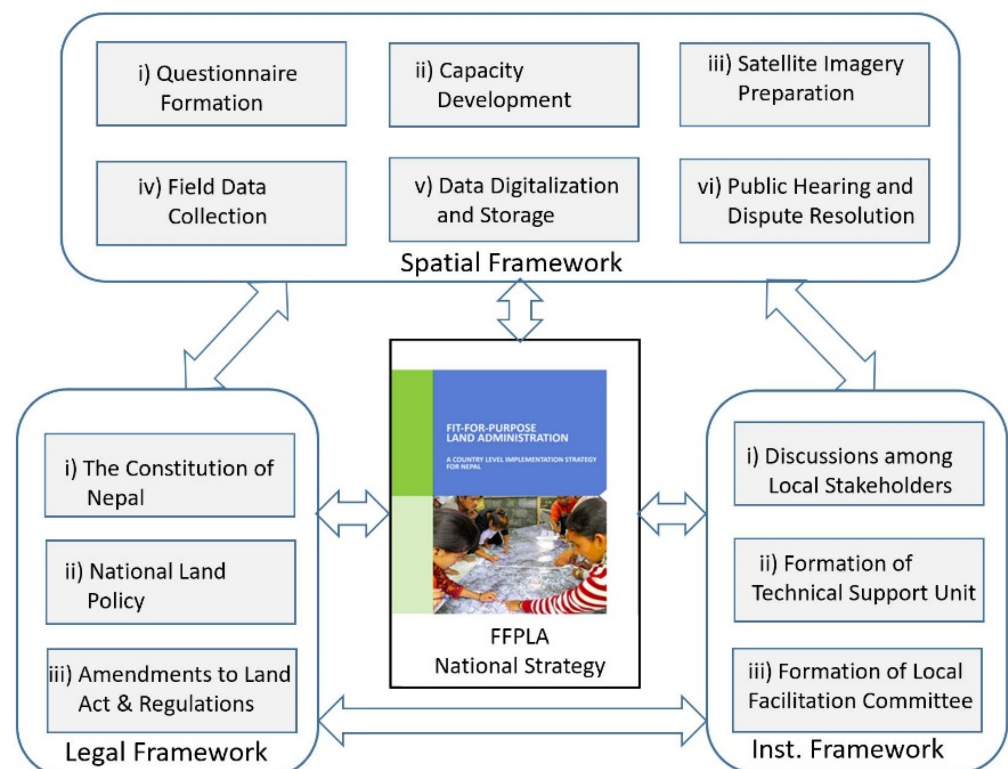 i) Questionnaire
Formation
ii) Capacity
Development
iii) Satellite Imagery
Preparation
iv) Field Data
Collection
v) Data Digitalization
and Storage
vi) Public Hearing and
Dispute Resolution
Spatial Framework
i) The Constitution of
Nepal
ii) National Land
Policy
iii) Amendments to Land
Act & Regulations
Legal Framework
FIT-FOR-PURPOSE
LAND ADMINISTRATION
A COUNTRY LEVEL IMPLEMENTATION STRATEGY
FOR NEPAL
FFPLA
National Strategy
i) Discussions among
Local Stakeholders
ii) Formation of
Technical Support Unit
iii) Formation of Local
Facilitation Committee
Inst. Framework